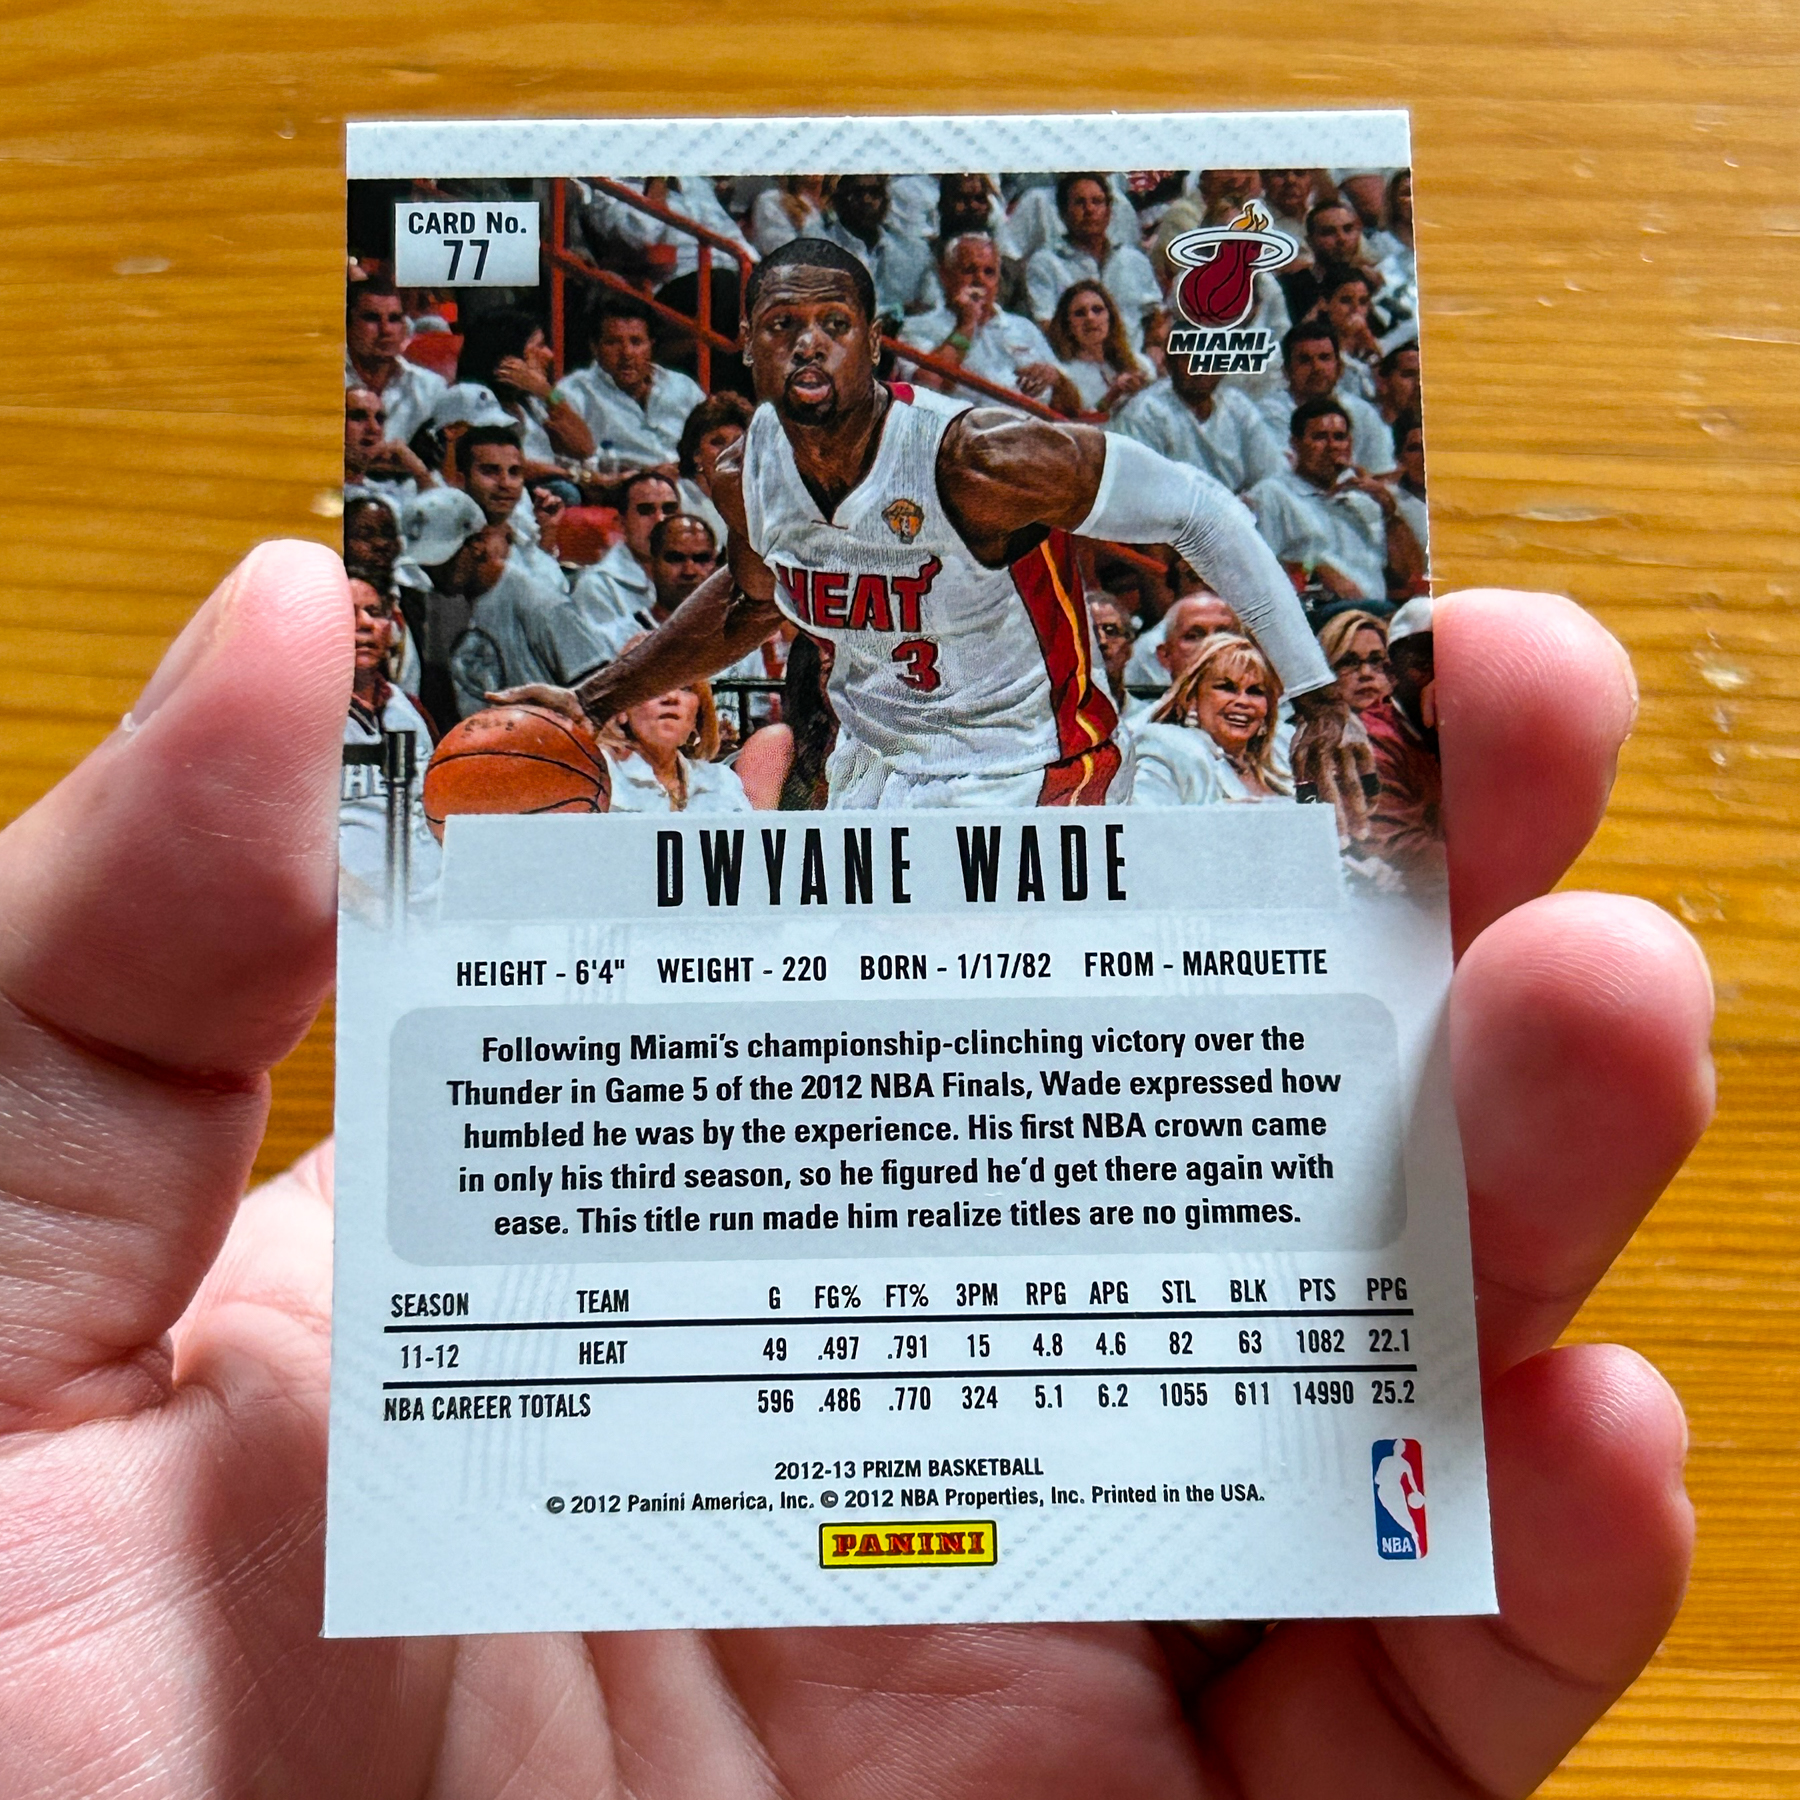 CARD No.
77
MIAMI
HEAT
HEAT
3
DWYANE WADE
HEIGHT - 6'4" WEIGHT - 220 BORN - 1/17/82 FROM - MARQUETTE
Following Miami's championship-clinching victory over the
Thunder in Game 5 of the 2012 NBA Finals, Wade expressed how
humbled he was by the experience. His first NBA crown came
in only his third season, so he figured he'd get there again with
ease. This title run made him realize titles are no gimmes.
SEASON TEAM G FG% FT% 3PM RPG APG STL BLK PTS PPG
11-12 HEAT 49 .497 .791 15 4.8 4.6 82 63 1082 22.1
NBA CAREER TOTALS 596 .486 .770 324 5.1 6.2 1055 611 14990 25.2
2012-13 PRIZM BASKETBALL
© 2012 Panini America, Inc. © 2012 NBA Properties, Inc. Printed in the USA.
PANINI
NBA